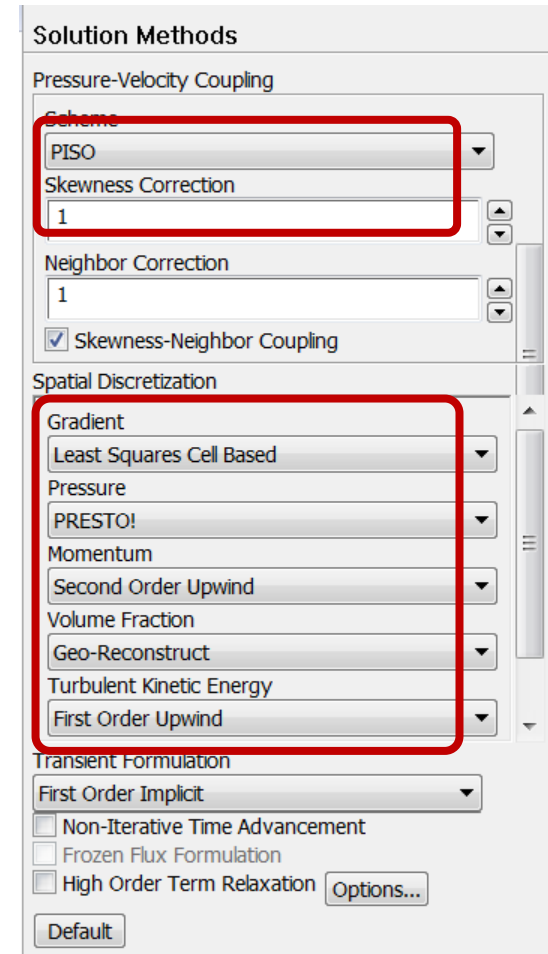 Solution Methods
Pressure-Velocity Coupling
Scheme
PISO
Skewness Correction
1
Neighbor Correction
1
Skewness-Neighbor Coupling
Spatial Discretization
Gradient
Least Squares Cell Based
Pressure
PRESTO!
Momentum
Second Order Upwind
Volume Fraction
Geo-Reconstruct
Turbulent Kinetic Energy
First Order Upwind
Transient Formulation
First Order Implicit
Non-Iterative Time Advancement
Frozen Flux Formulation
High Order Term Relaxation Options...
Default